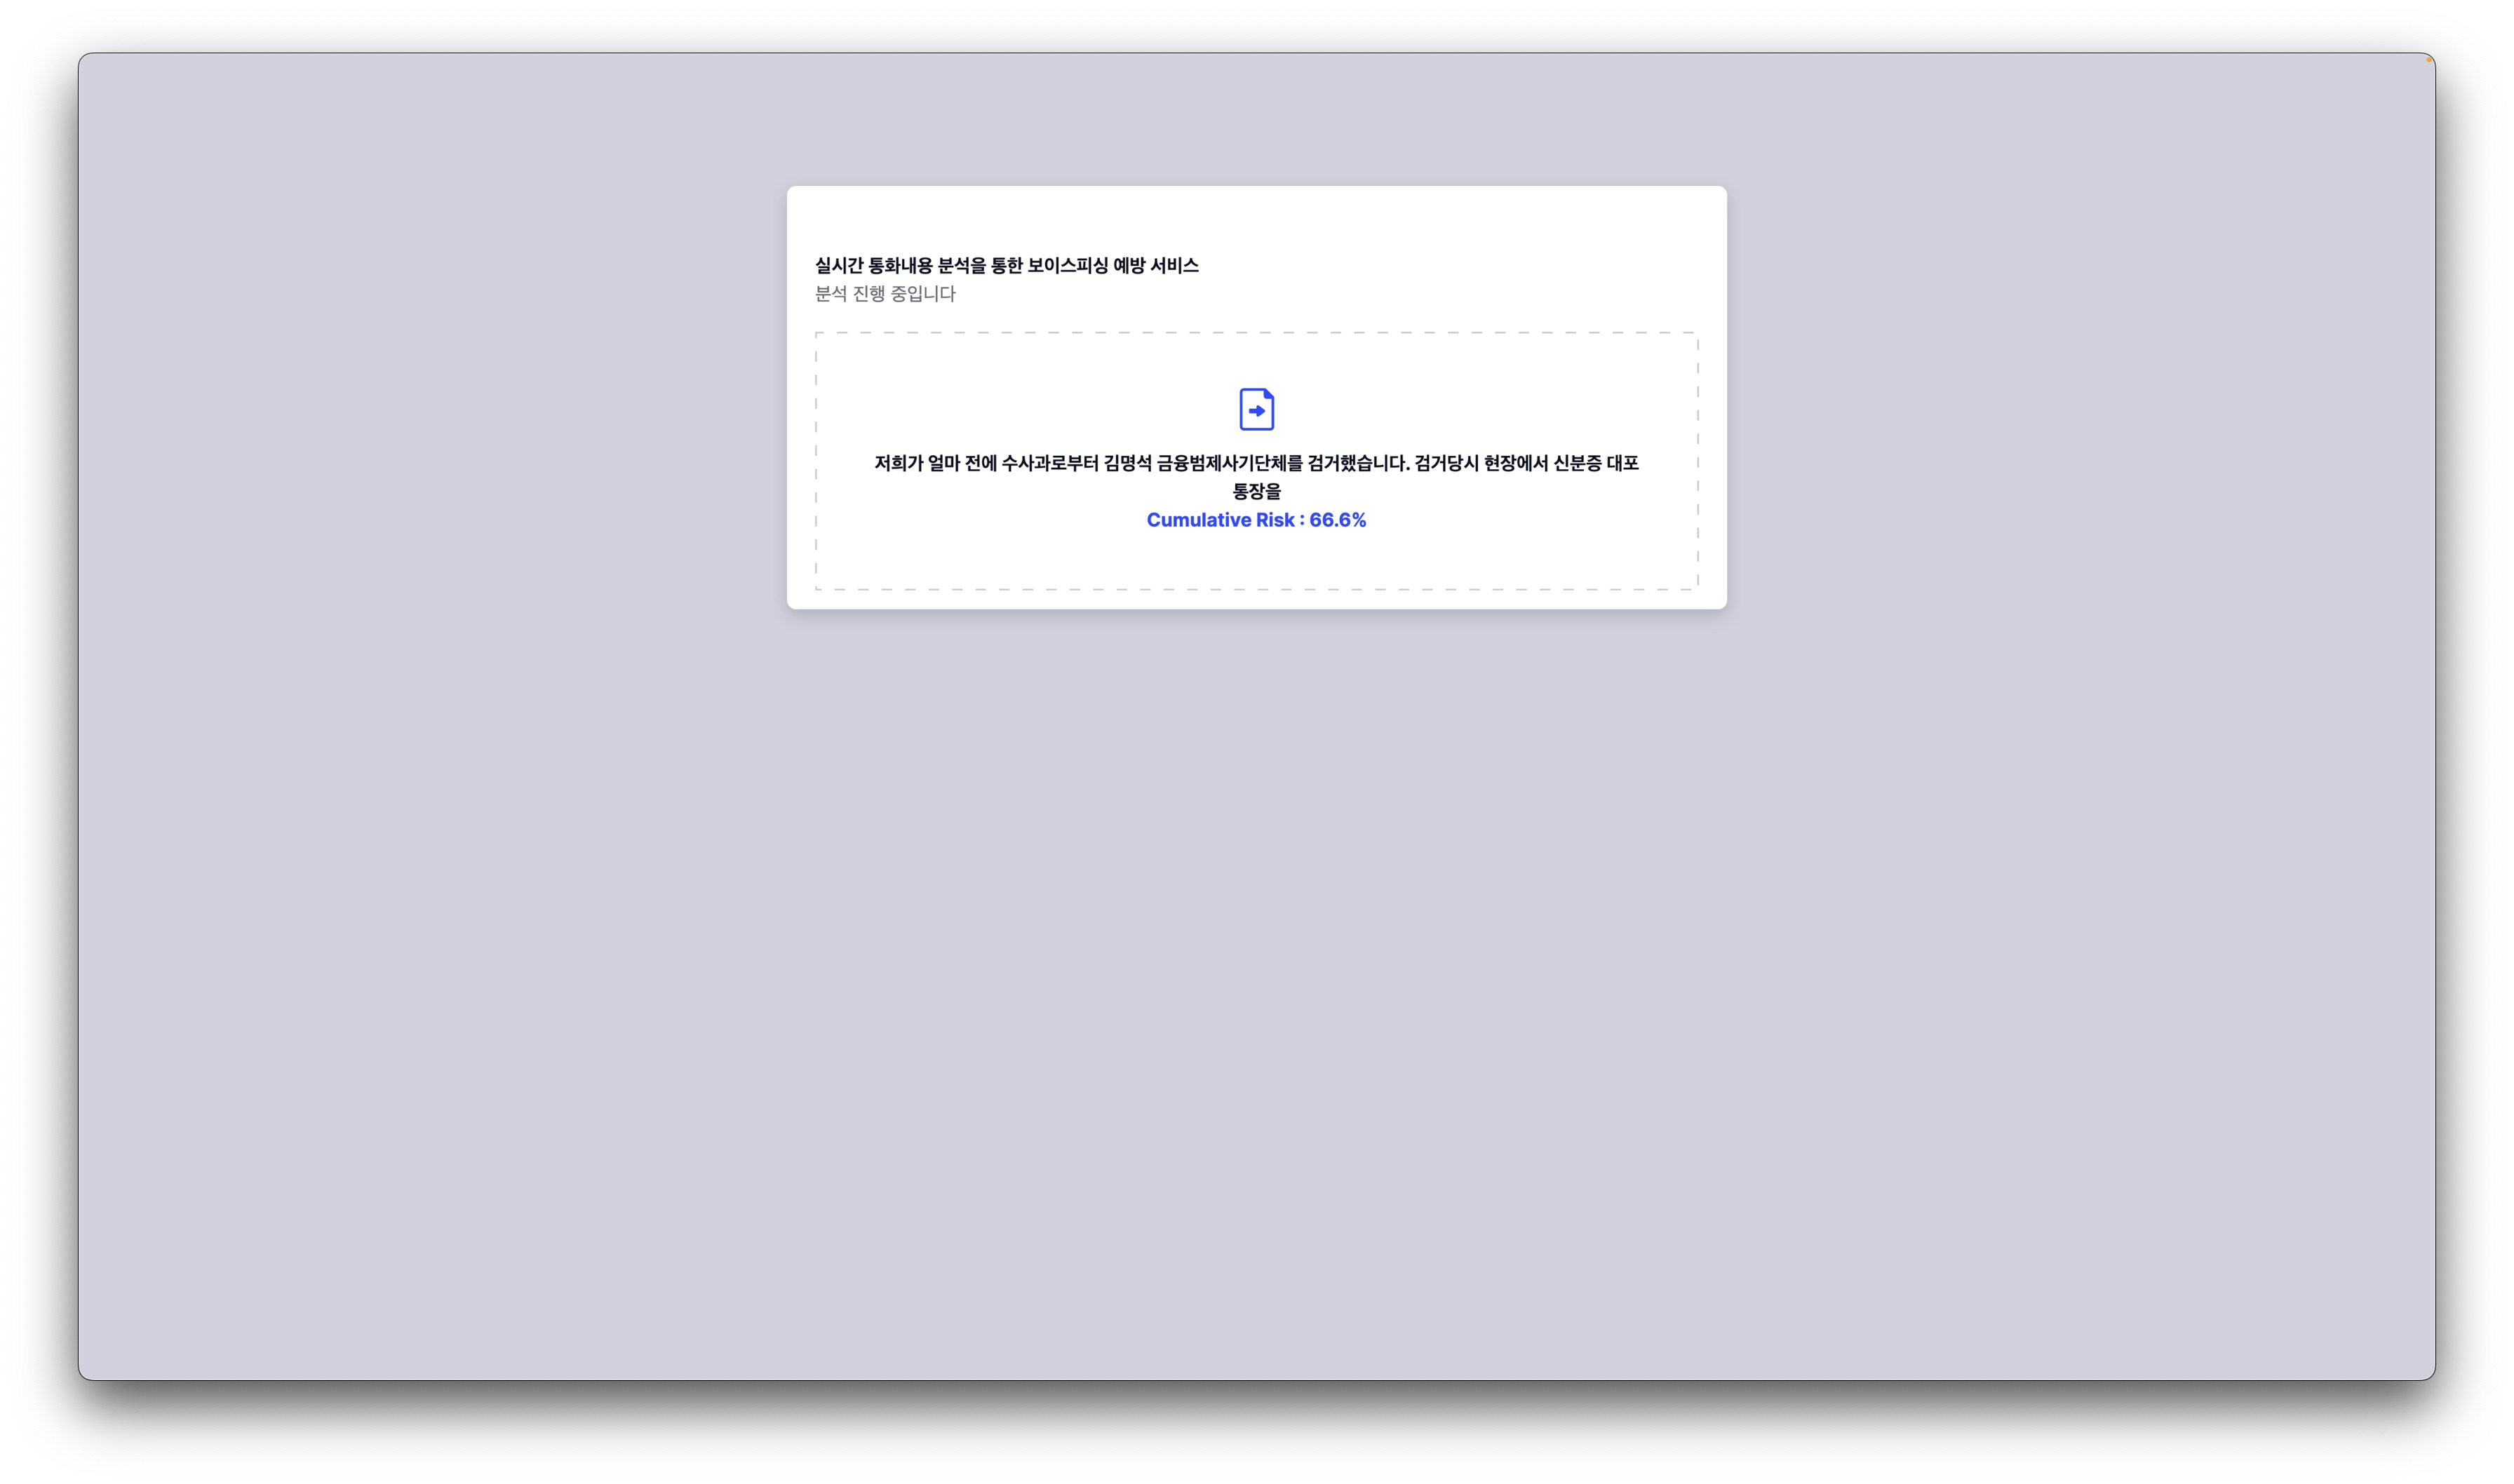 실시간 통화내용 분석을 통한 보이스피싱 예방 서비스
분석 진행 중입니다
저희가 얼마 전에 수사과로부터 김명석 금융범제사기단체를 검거했습니다. 검거당시 현장에서 신분증 대포
통장을
Cumulative Risk : 66.6%